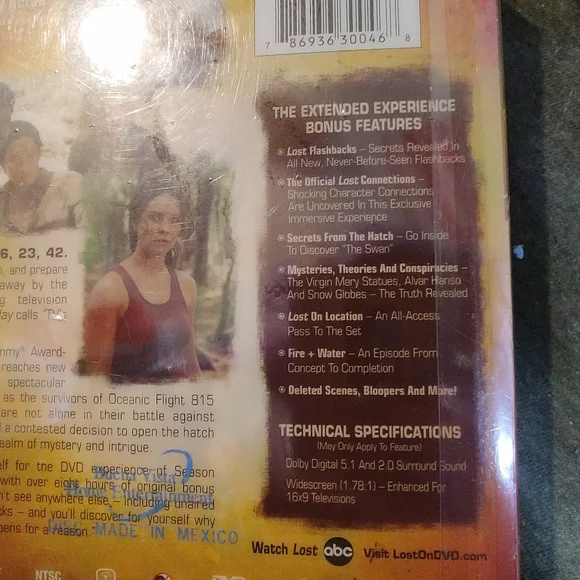 7 86936 30046 8
THE EXTENDED EXPERIENCE
BONUS FEATURES
Lost Flashbacks – Secrets Revealed In
All New, Never-Before-Seen Flashbacks
The Official Lost Connections –
Shocking Character Connections
Are Uncovered In This Exclusive
Immersive Experience
Secrets From The Hatch – Go Inside
To Discover "The Swan"
Mysteries, Theories And Conspiracies –
The Virgin Mary Statues, Alvar Hanso
And Snow Globes – The Truth Revealed
Lost On Location – An All-Access
Pass To The Set
Fire + Water – An Episode From
Concept To Completion
Deleted Scenes, Bloopers And More!
TECHNICAL SPECIFICATIONS
(May Only Apply To Feature)
Dolby Digital 5.1 And 2.0 Surround Sound
Widescreen (1.78:1) – Enhanced For
16x9 Televisions
6, 23, 42.
, and prepare
away by the
television
calls "TV's
Award-
reaches new
spectacular
as the survivors of Oceanic Flight 815
are not alone in their battle against
a contested decision to open the hatch
realm of mystery and intrigue.
for the DVD experience of Season
with over eight hours of original bonus
see anywhere else – including unaired
– and you'll discover for yourself why
for a reason.
Buena Vista
Home Entertainment
DISC MADE IN MEXICO
Watch Lost abc Visit LostOnDVD.com
NTSC